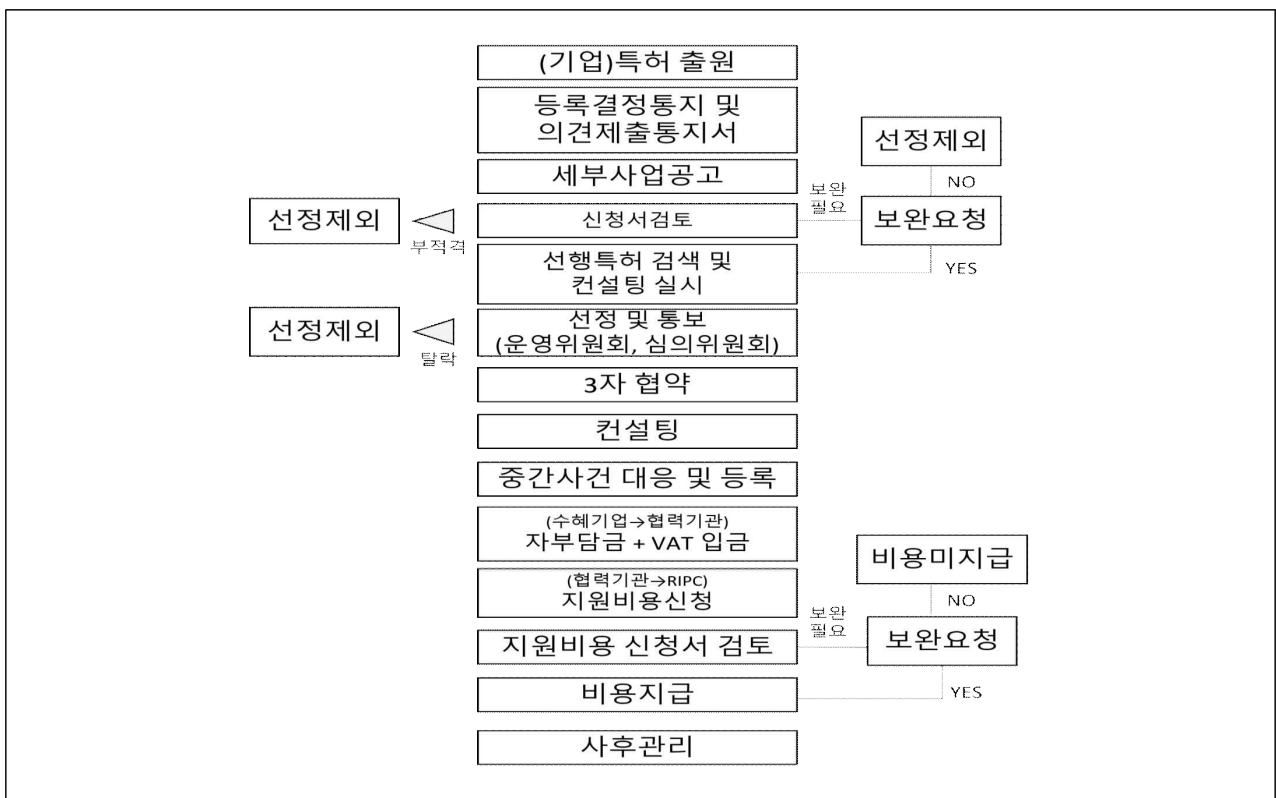 (기업)특허 출원
등록결정통지 및
의견제출통지서
선정제외
세부사업공고
보완
필요
NO
선정제외
부적격
신청서검토
보완요청
선행특허 검색 및
컨설팅 실시
YES
선정제외
탈락
선정 및 통보
(운영위원회, 심의위원회)
3자 협약
컨설팅
중간사건 대응 및 등록
(수혜기업→협력기관)
자부담금 + VAT 입금
비용미지급
(협력기관→RIPC)
지원비용신청
보완
필요
NO
지원비용 신청서 검토
보완요청
비용지급
YES
사후관리